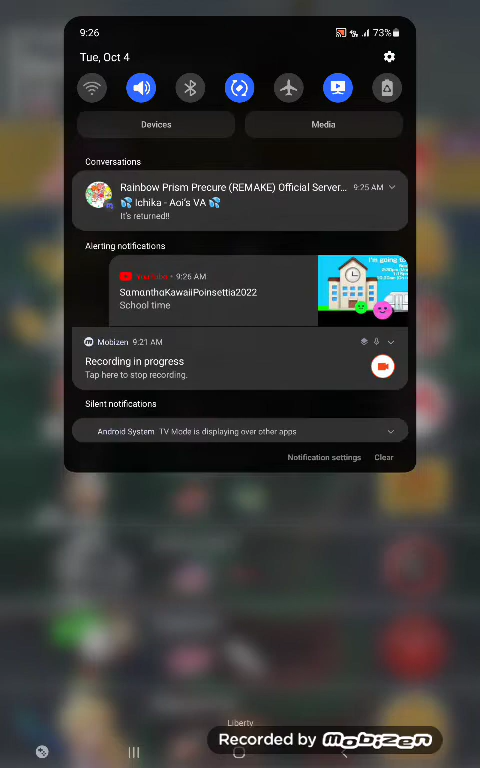 9:26
73%
Tue, Oct 4
Devices
Media
Conversations
Rainbow Prism Precure (REMAKE) Official Server... 9:25 AM
💦 Ichika - Aoi's VA 💦
It's returned!!
Alerting notifications
YouTube • 9:26 AM
SamanthaKawaiiPoinsettia2022
School time
I'm going to
Mobizen 9:21 AM
Recording in progress
Tap here to stop recording.
Silent notifications
Android System TV Mode is displaying over other apps
Notification settings
Clear
Liberty
Recorded by Mobizen